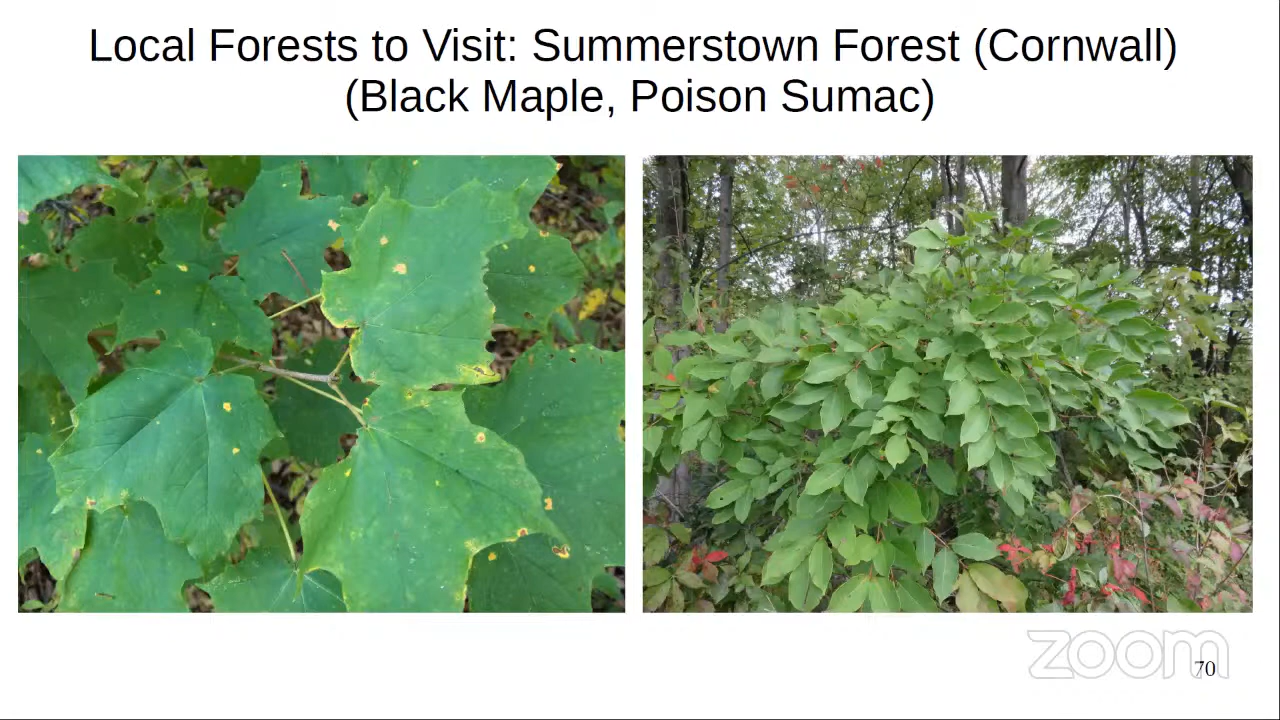 Local Forests to Visit: Summerstown Forest (Cornwall)
(Black Maple, Poison Sumac)
zoom
70